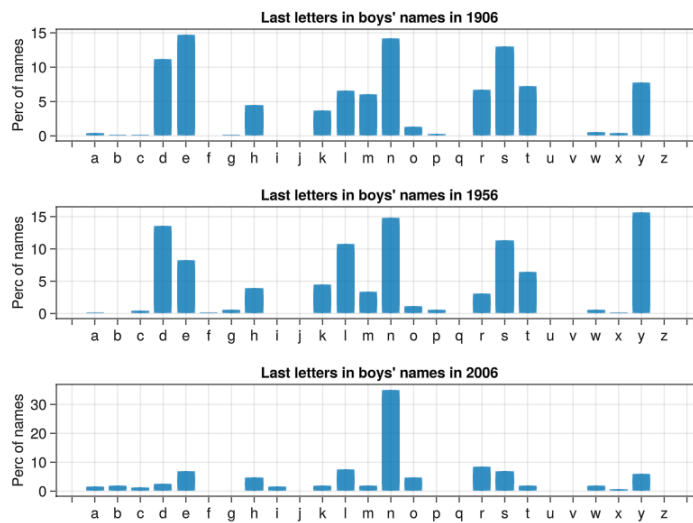 Last letters in boys' names in 1906
Perc of names
15
10
5
0
a b c d e f g h i j k l m n o p q r s t u v w x y z
Last letters in boys' names in 1956
Perc of names
15
10
5
0
a b c d e f g h i j k l m n o p q r s t u v w x y z
Last letters in boys' names in 2006
Perc of names
30
20
10
0
a b c d e f g h i j k l m n o p q r s t u v w x y z